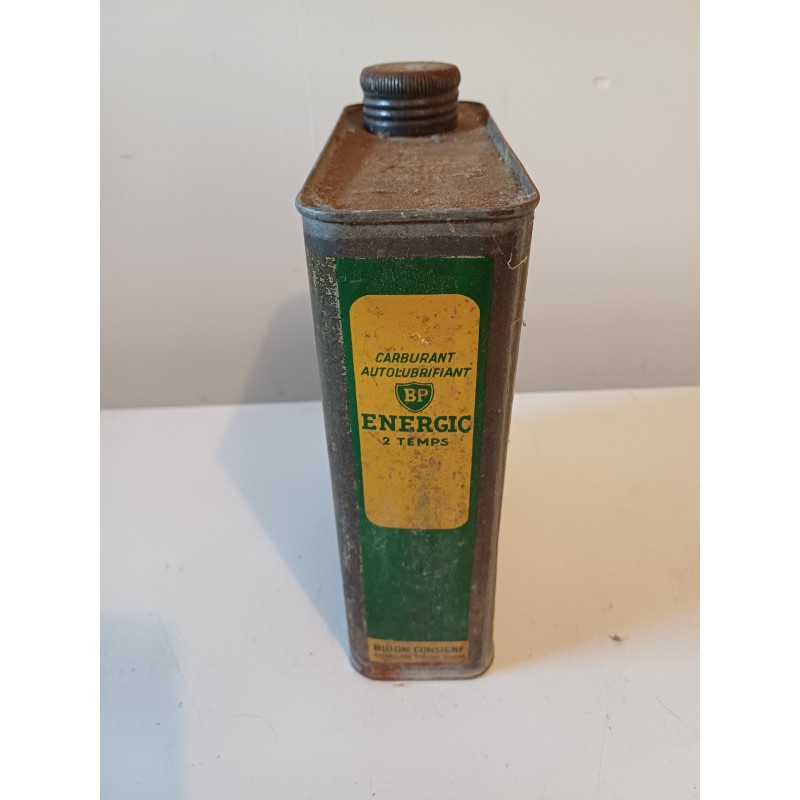 CARBURANT
AUTOLUBRIFIANT
BP
ENERGIC
2 TEMPS
BIDON CONSIGNÉ